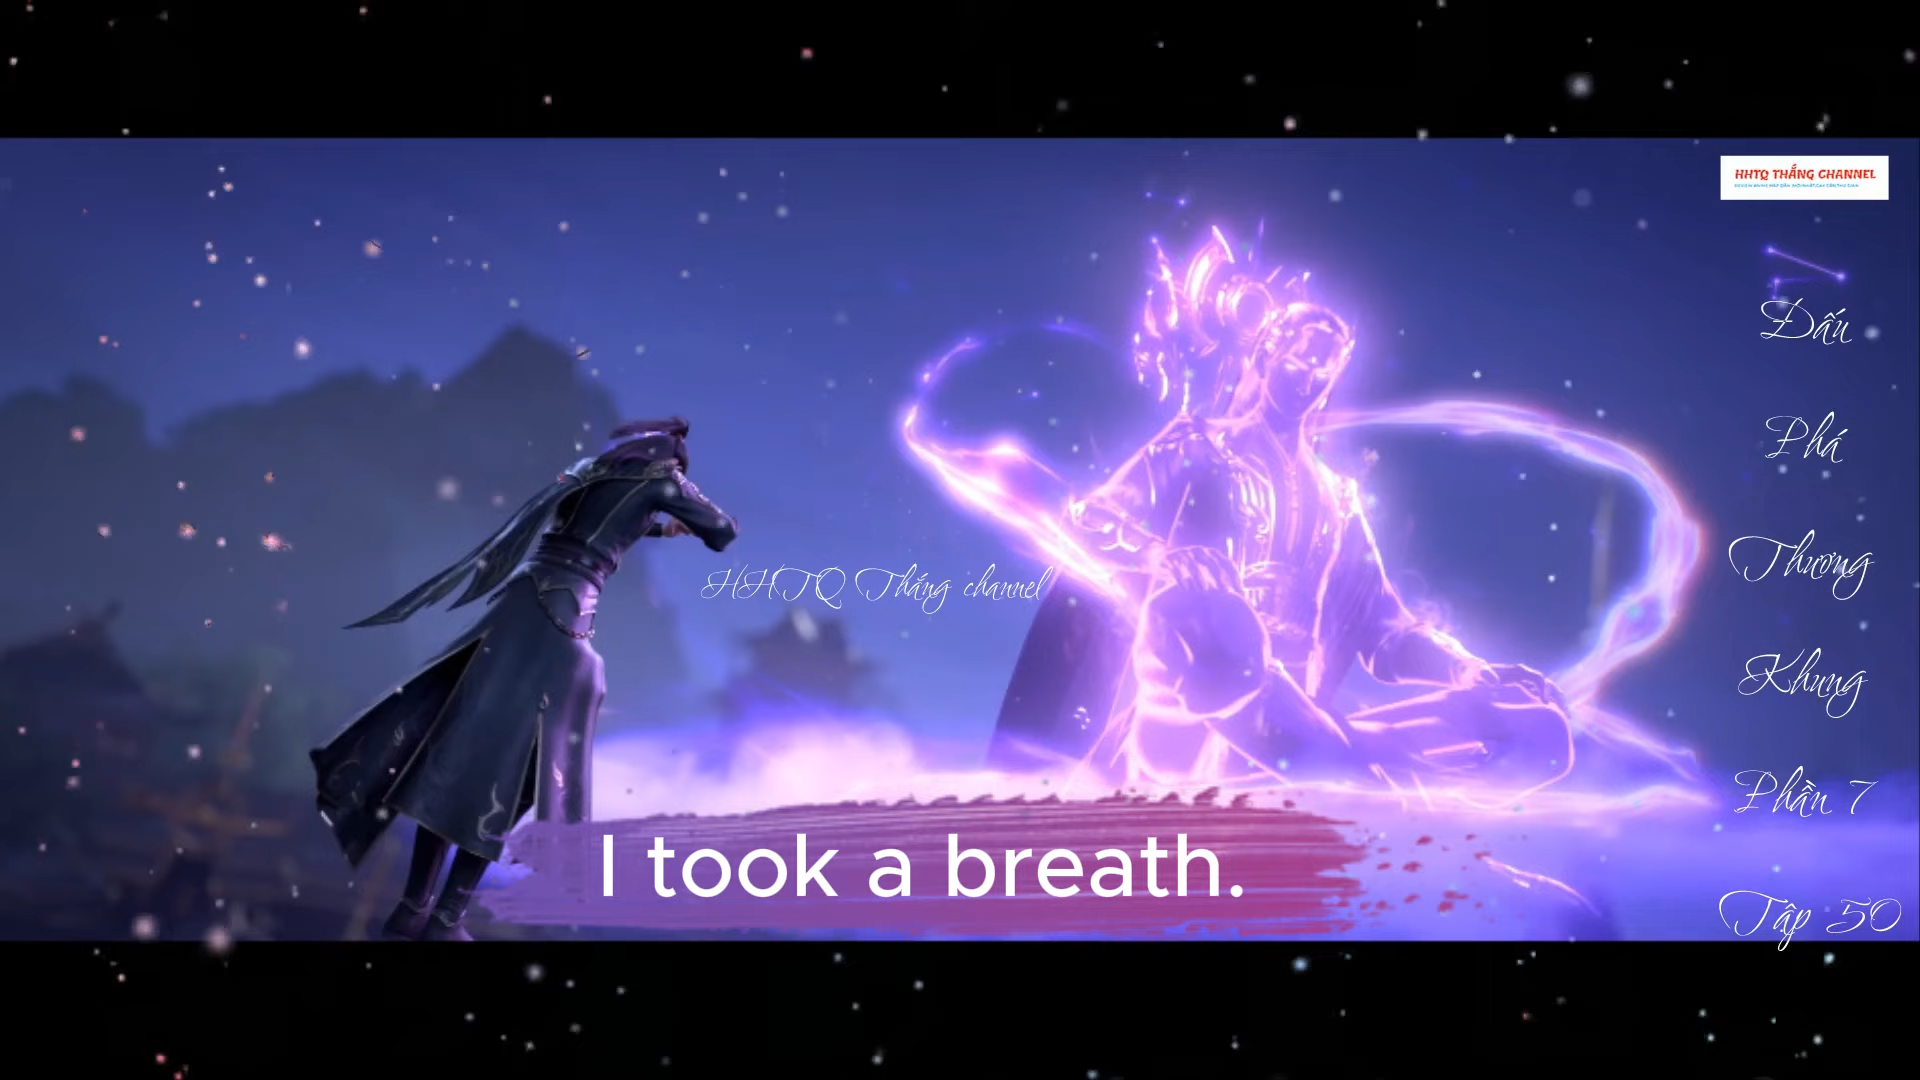 HHTQ THẮNG CHANNEL
Đấu
Phá
Thương
Khung
Phần 7
Tập 50
HHTQ Thắng channel
I took a breath.